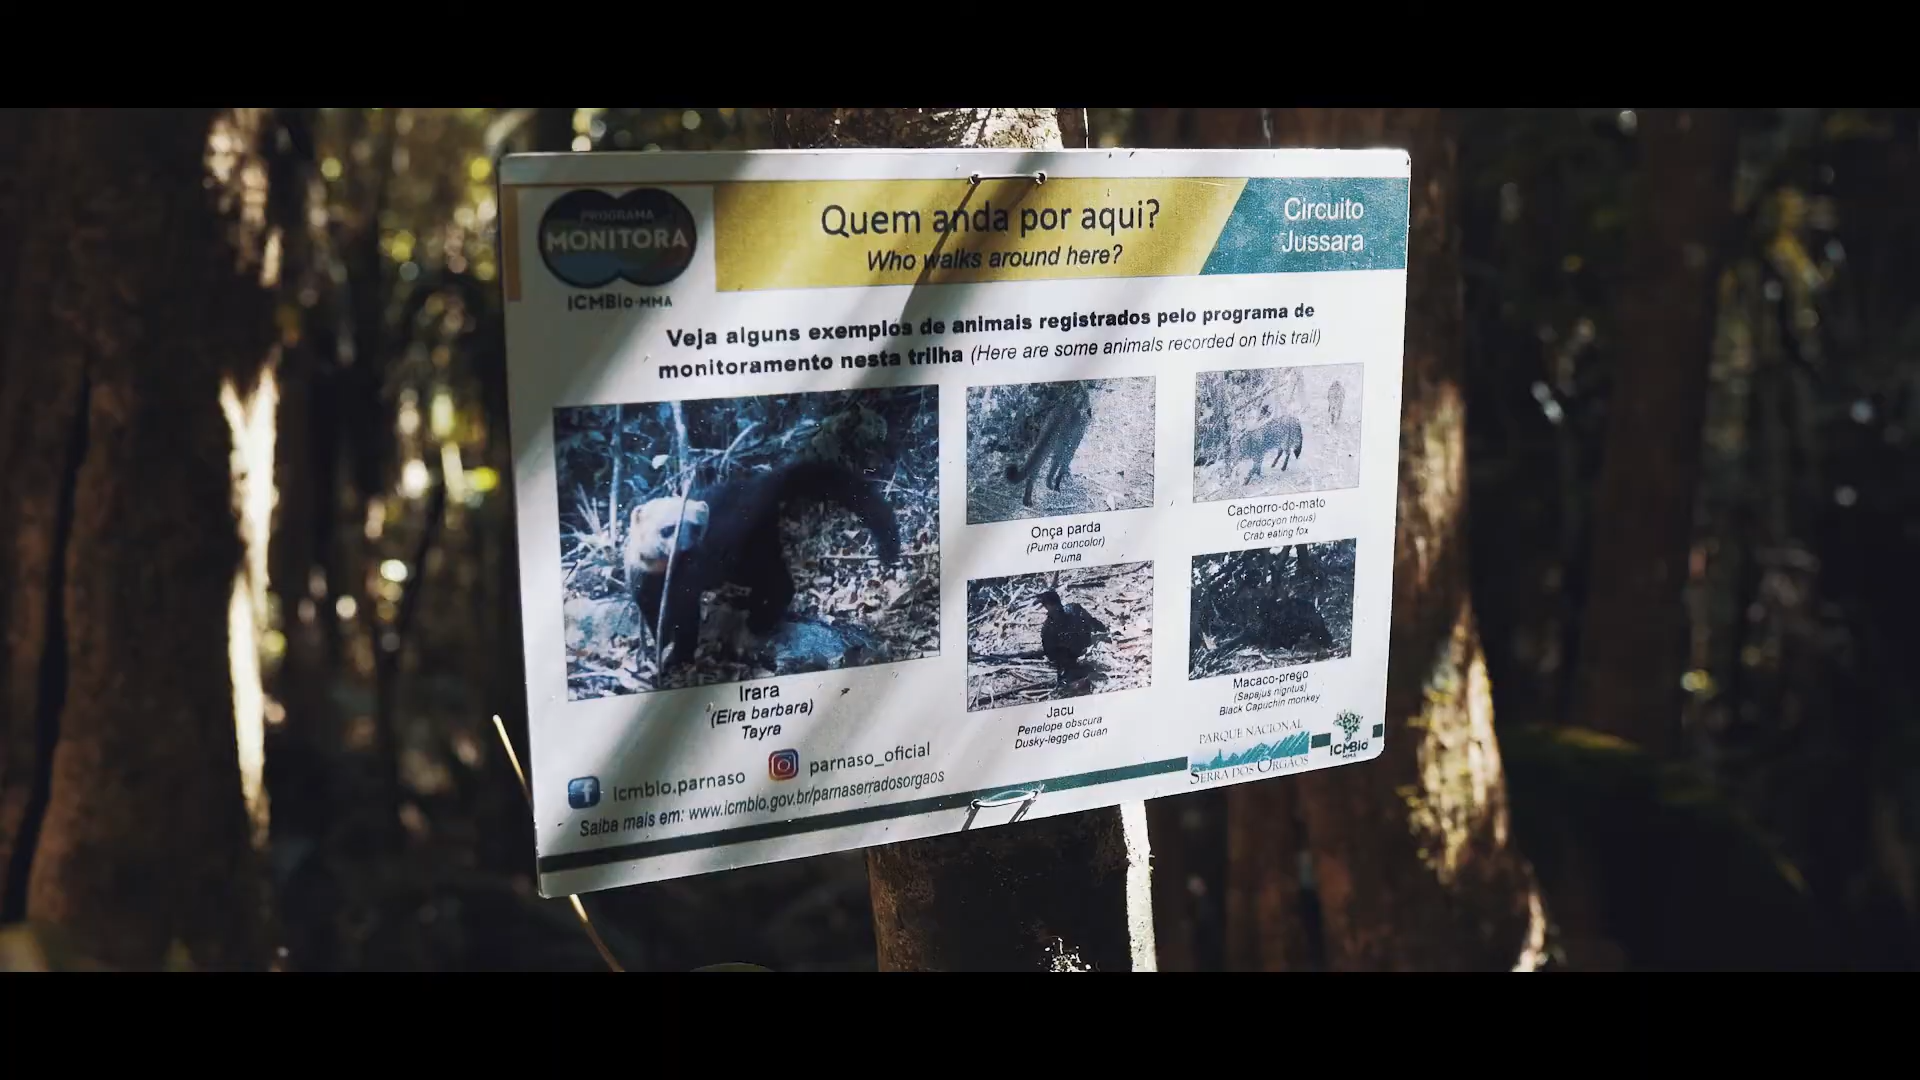 PROGRAMA
MONITORA
ICMBio-MMA
Quem anda por aqui?
Who walks around here?
Circuito
Jussara
Veja alguns exemplos de animais registrados pelo programa de
monitoramento nesta trilha (Here are some animals recorded on this trail)
Irara
(Eira barbara)
Tayra
Onça parda
(Puma concolor)
Puma
Cachorro-do-mato
(Cerdocyon thous)
Crab eating fox
Jacu
Penelope obscura
Dusky-legged Guan
Macaco-prego
(Sapajus nigritus)
Black Capuchin monkey
icmbio.parnaso
parnaso_oficial
Saiba mais em: www.icmbio.gov.br/parnaserradosorgaos
PARQUE NACIONAL
SERRA DOS ÓRGÃOS
ICMBio
MMA